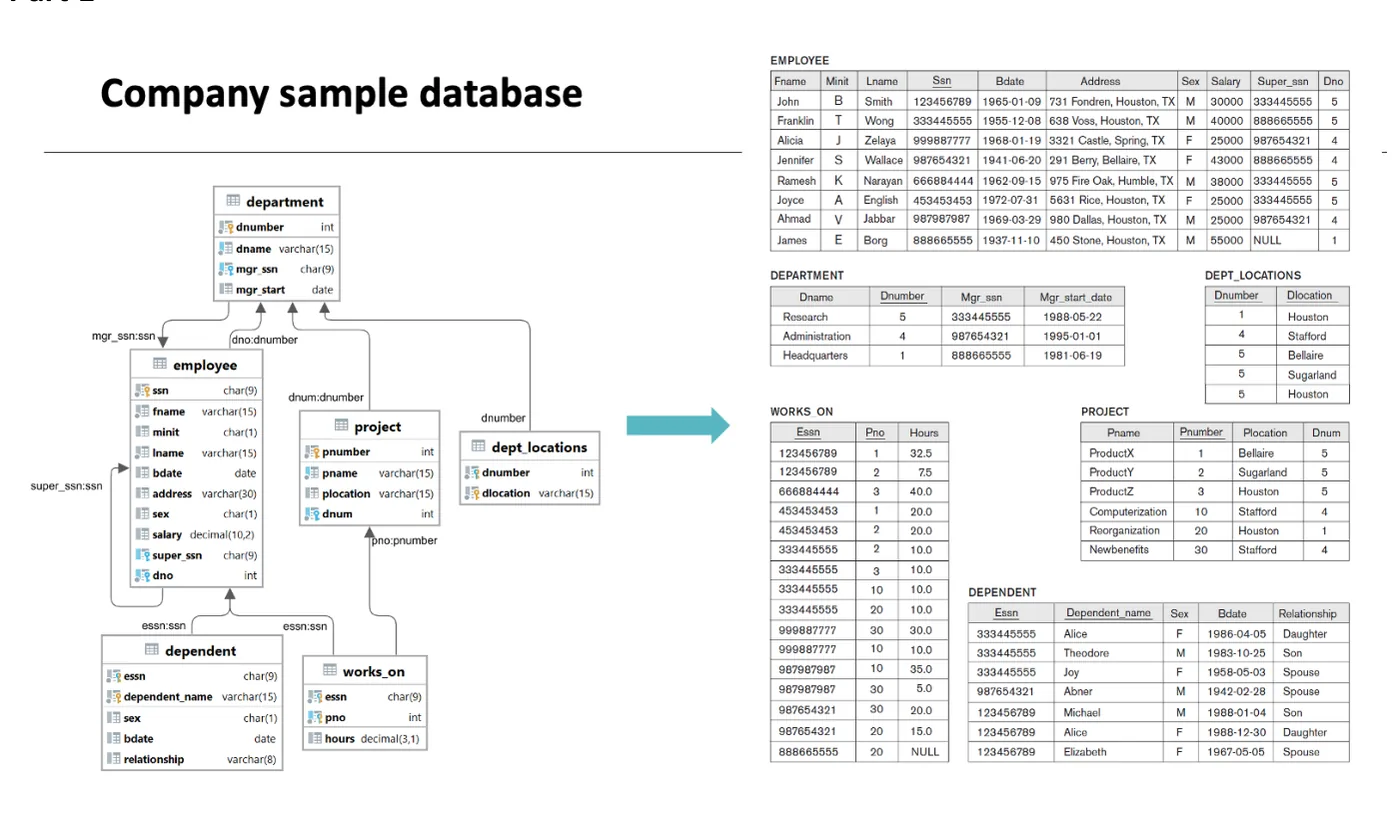 Company sample database
department
dnumber int
dname varchar(15)
mgr_ssn char(9)
mgr_start date
mgr_ssn:ssn
dno:dnumber
employee
ssn char(9)
fname varchar(15)
minit char(1)
lname varchar(15)
bdate date
address varchar(30)
sex char(1)
salary decimal(10,2)
super_ssn char(9)
dno int
super_ssn:ssn
dnum:dnumber
project
pnumber int
pname varchar(15)
plocation varchar(15)
dnum int
dnumber
dept_locations
dnumber int
dlocation varchar(15)
pno:pnumber
essn:ssn
essn:ssn
dependent
essn char(9)
dependent_name varchar(15)
sex char(1)
bdate date
relationship varchar(8)
works_on
essn char(9)
pno int
hours decimal(3,1)
EMPLOYEE
Fname Minit Lname Ssn Bdate Address Sex Salary Super_ssn Dno
John B Smith 123456789 1965-01-09 731 Fondren, Houston, TX M 30000 333445555 5
Franklin T Wong 333445555 1955-12-08 638 Voss, Houston, TX M 40000 888665555 5
Alicia J Zelaya 999887777 1968-01-19 3321 Castle, Spring, TX F 25000 987654321 4
Jennifer S Wallace 987654321 1941-06-20 291 Berry, Bellaire, TX F 43000 888665555 4
Ramesh K Narayan 666884444 1962-09-15 975 Fire Oak, Humble, TX M 38000 333445555 5
Joyce A English 453453453 1972-07-31 5631 Rice, Houston, TX F 25000 333445555 5
Ahmad V Jabbar 987987987 1969-03-29 980 Dallas, Houston, TX M 25000 987654321 4
James E Borg 888665555 1937-11-10 450 Stone, Houston, TX M 55000 NULL 1
DEPARTMENT
Dname Dnumber Mgr_ssn Mgr_start_date
Research 5 333445555 1988-05-22
Administration 4 987654321 1995-01-01
Headquarters 1 888665555 1981-06-19
DEPT_LOCATIONS
Dnumber Dlocation
1 Houston
4 Stafford
5 Bellaire
5 Sugarland
5 Houston
WORKS_ON
Essn Pno Hours
123456789 1 32.5
123456789 2 7.5
666884444 3 40.0
453453453 1 20.0
453453453 2 20.0
333445555 2 10.0
333445555 3 10.0
333445555 10 10.0
333445555 20 10.0
999887777 30 30.0
999887777 10 10.0
987987987 10 35.0
987987987 30 5.0
987654321 30 20.0
987654321 20 15.0
888665555 20 NULL
PROJECT
Pname Pnumber Plocation Dnum
ProductX 1 Bellaire 5
ProductY 2 Sugarland 5
ProductZ 3 Houston 5
Computerization 10 Stafford 4
Reorganization 20 Houston 1
Newbenefits 30 Stafford 4
DEPENDENT
Essn Dependent_name Sex Bdate Relationship
333445555 Alice F 1986-04-05 Daughter
333445555 Theodore M 1983-10-25 Son
333445555 Joy F 1958-05-03 Spouse
987654321 Abner M 1942-02-28 Spouse
123456789 Michael M 1988-01-04 Son
123456789 Alice F 1988-12-30 Daughter
123456789 Elizabeth F 1967-05-05 Spouse